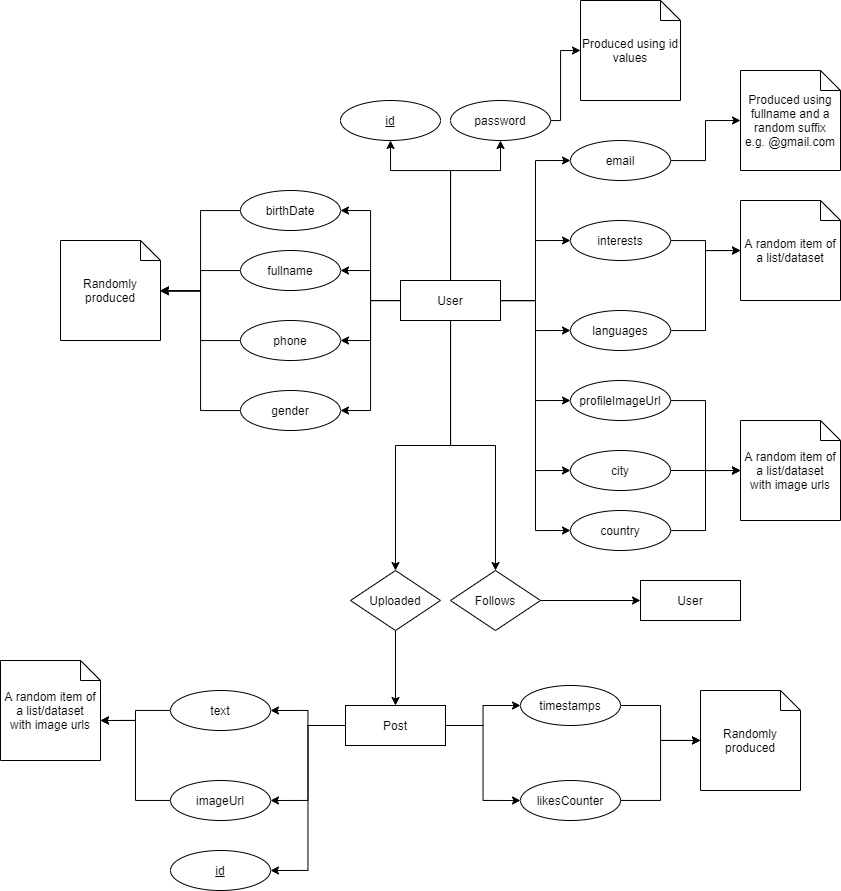 Produced using id
values
id
password
Produced using
fullname and a
random suffix
e.g. @gmail.com
email
birthDate
interests
A random item of
a list/dataset
fullname
Randomly
produced
User
phone
languages
gender
profileImageUrl
city
A random item of
a list/dataset
with image urls
country
Uploaded
Follows
User
A random item of
a list/dataset
with image urls
text
Post
timestamps
Randomly
produced
imageUrl
likesCounter
id